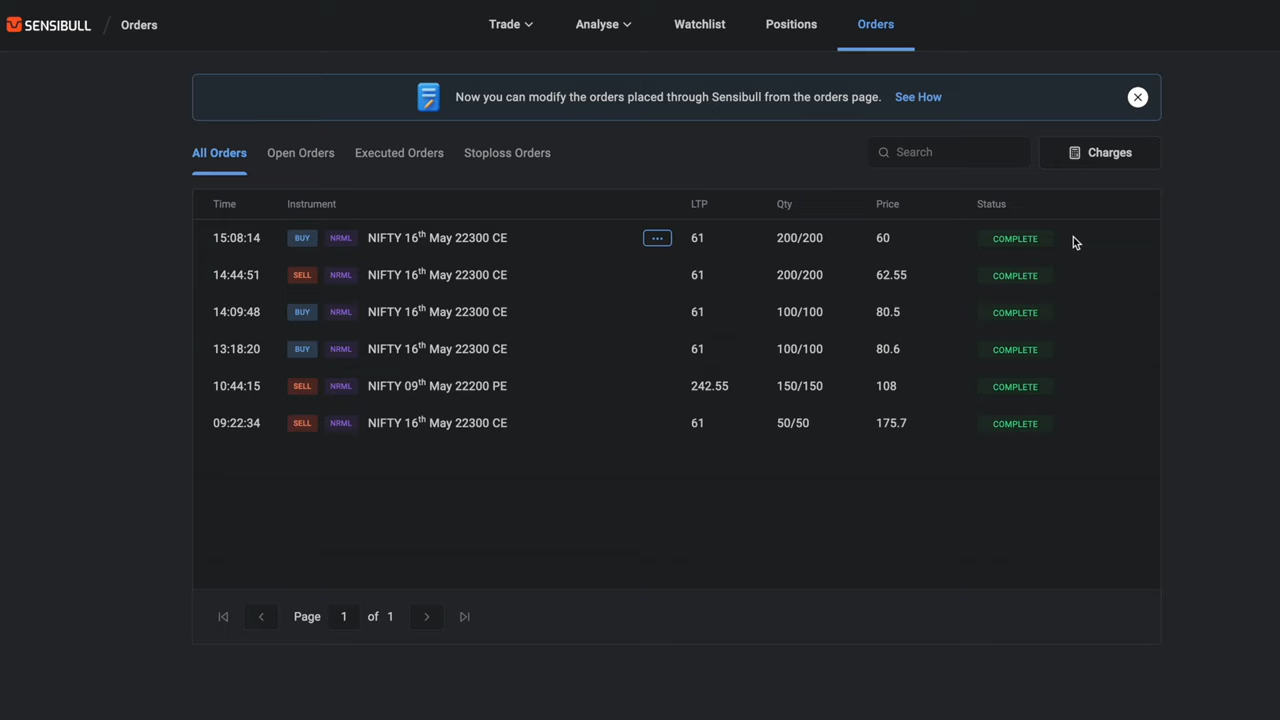 SENSIBULL / Orders Trade Analyse Watchlist Positions Orders
Now you can modify the orders placed through Sensibull from the orders page. See How
All Orders Open Orders Executed Orders Stoploss Orders Search Charges
Time Instrument LTP Qty Price Status
15:08:14 BUY NRML NIFTY 16th May 22300 CE ... 61 200/200 60 COMPLETE
14:44:51 SELL NRML NIFTY 16th May 22300 CE 61 200/200 62.55 COMPLETE
14:09:48 BUY NRML NIFTY 16th May 22300 CE 61 100/100 80.5 COMPLETE
13:18:20 BUY NRML NIFTY 16th May 22300 CE 61 100/100 80.6 COMPLETE
10:44:15 SELL NRML NIFTY 09th May 22200 PE 242.55 150/150 108 COMPLETE
09:22:34 SELL NRML NIFTY 16th May 22300 CE 61 50/50 175.7 COMPLETE
Page 1 of 1